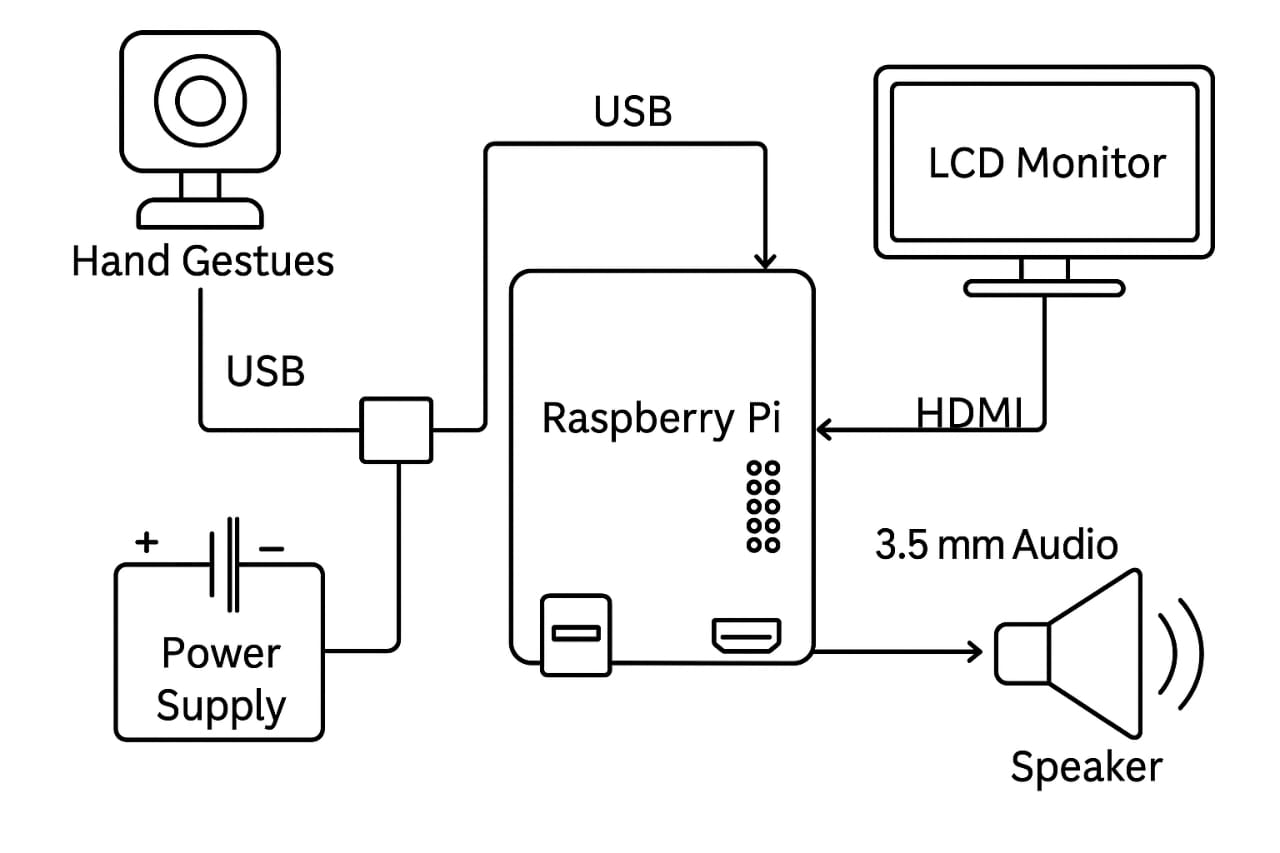 USB
LCD Monitor
Hand Gestues
USB
Raspberry Pi
HDMI
+ −
3.5 mm Audio
Power
Supply
Speaker